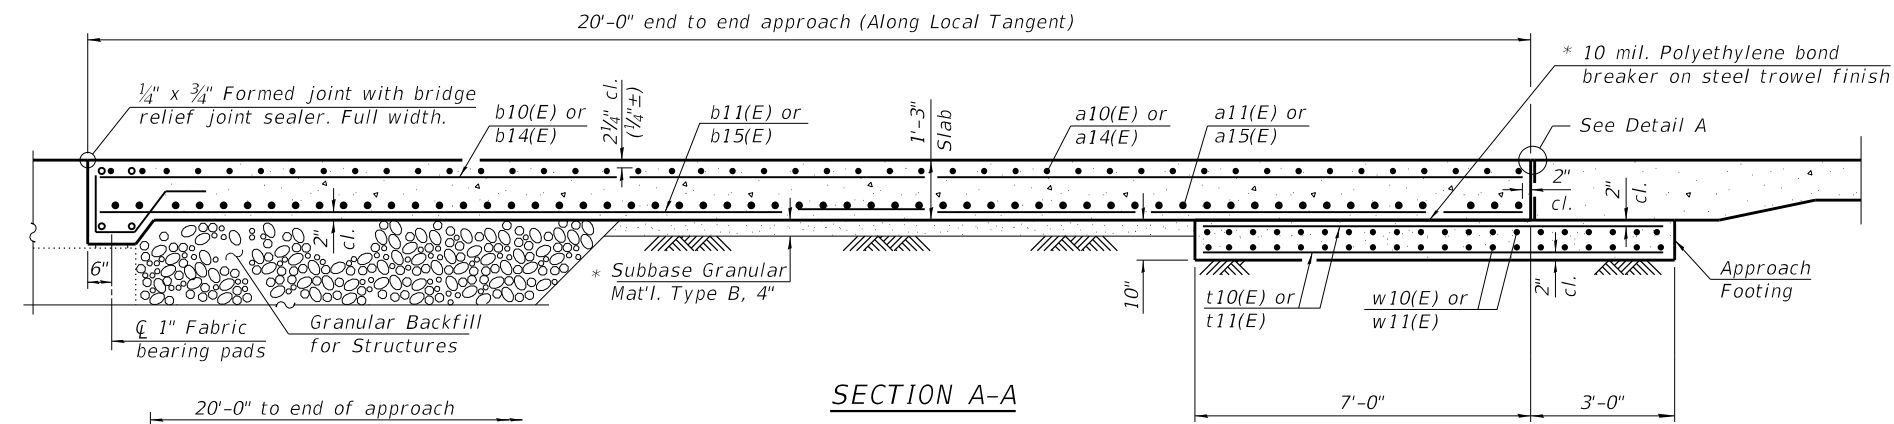 20'-0" end to end approach (Along Local Tangent)
* 10 mil. Polyethylene bond
breaker on steel trowel finish
¼" x ¾" Formed joint with bridge
relief joint sealer. Full width.
b10(E) or
b14(E)
2¼" cl.
(¼"±)
b11(E) or
b15(E)
1'-3"
Slab
a10(E) or
a14(E)
a11(E) or
a15(E)
See Detail A
2"
cl.
2"
cl.
2"
cl.
6"
* Subbase Granular
Mat'l. Type B, 4"
10"
t10(E) or
t11(E)
w10(E) or
w11(E)
2"
cl.
Approach
Footing
℄ 1" Fabric
bearing pads
Granular Backfill
for Structures
SECTION A-A
20'-0" to end of approach
7'-0"
3'-0"